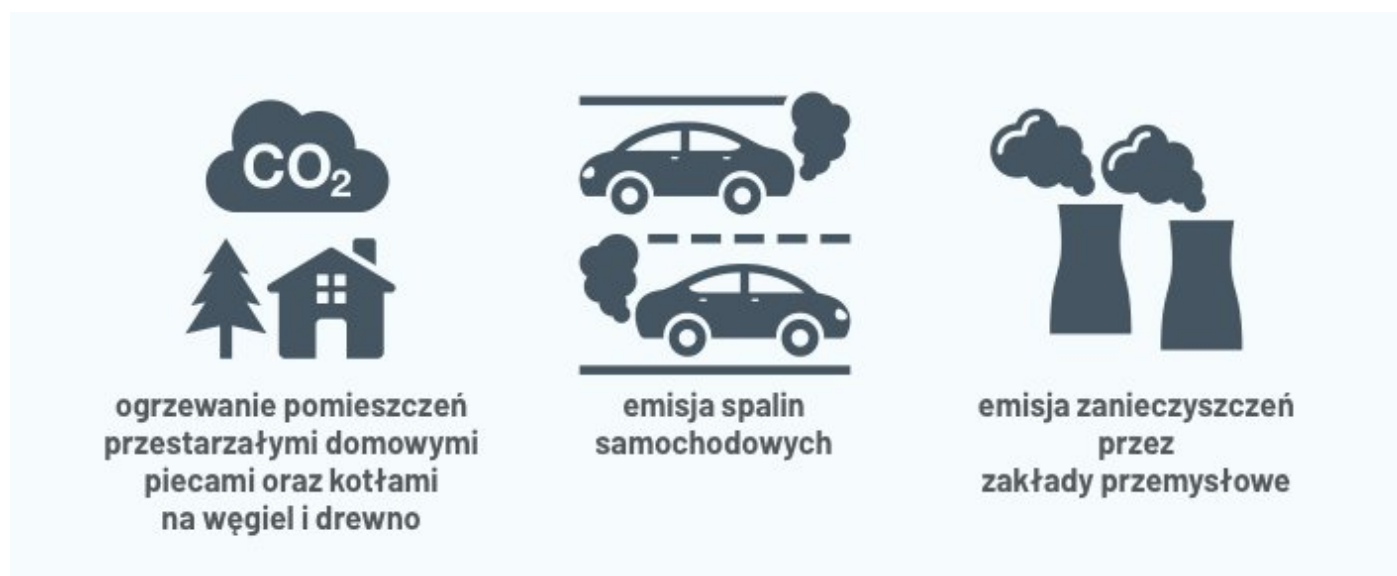 CO₂
ogrzewanie pomieszczeń
przestarzałymi domowymi
piecami oraz kotłami
na węgiel i drewno
emisja spalin
samochodowych
emisja zanieczyszczeń
przez
zakłady przemysłowe